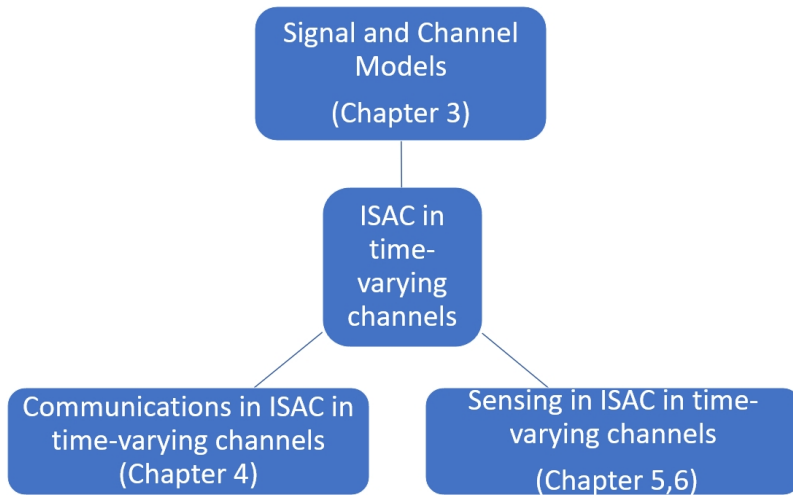 Signal and Channel
Models
(Chapter 3)
ISAC in
time-
varying
channels
Communications in ISAC in
time-varying channels
(Chapter 4)
Sensing in ISAC in time-
varying channels
(Chapter 5,6)